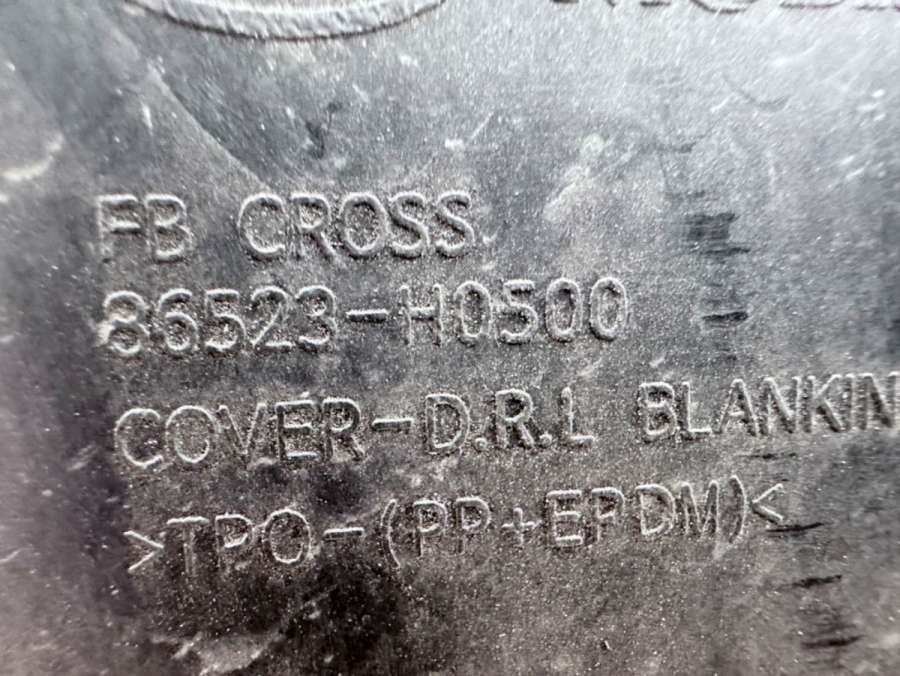 FB CROSS
86523-H0500
COVER-D.R.L BLANKIN
>TPO-(PP+EPDM)<